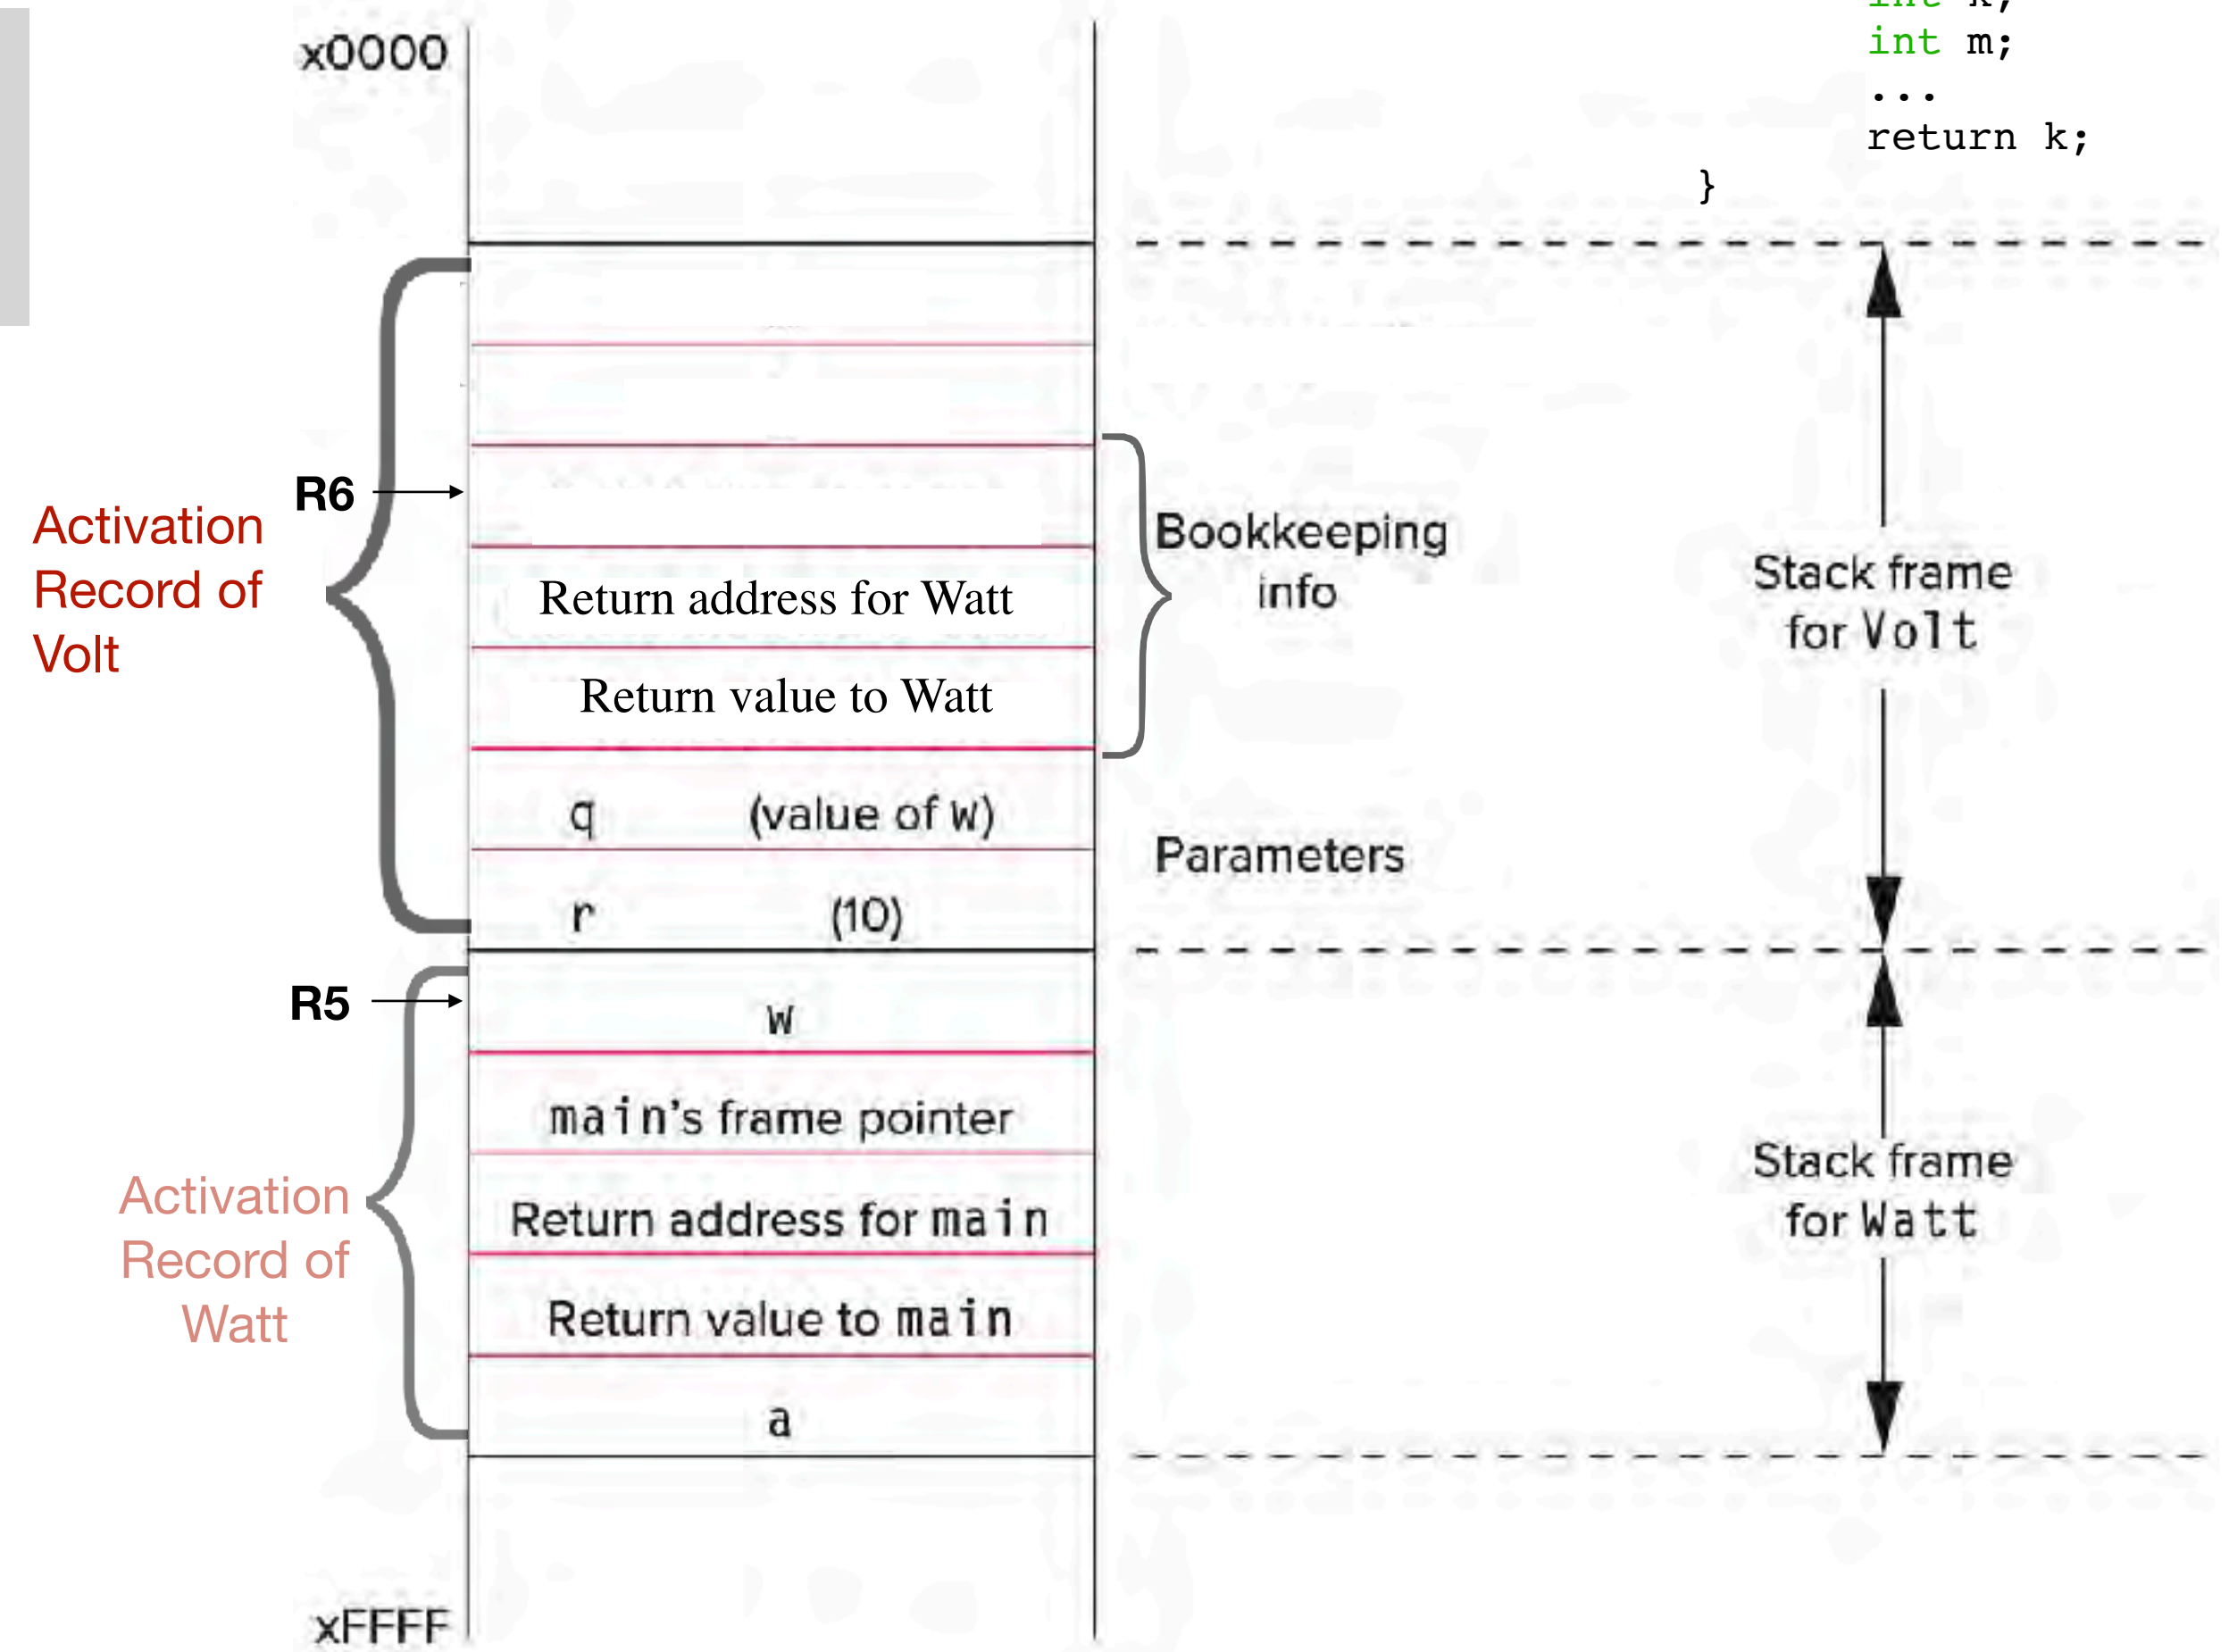 int k;
x0000
int m;
...
return k;
}
R6
Activation
Record of
Volt
Bookkeeping
info
Stack frame
for Volt
Return address for Watt
Return value to Watt
q (value of w)
Parameters
r (10)
R5
w
main's frame pointer
Activation
Record of
Watt
Stack frame
for Watt
Return address for main
Return value to main
a
xFFFF